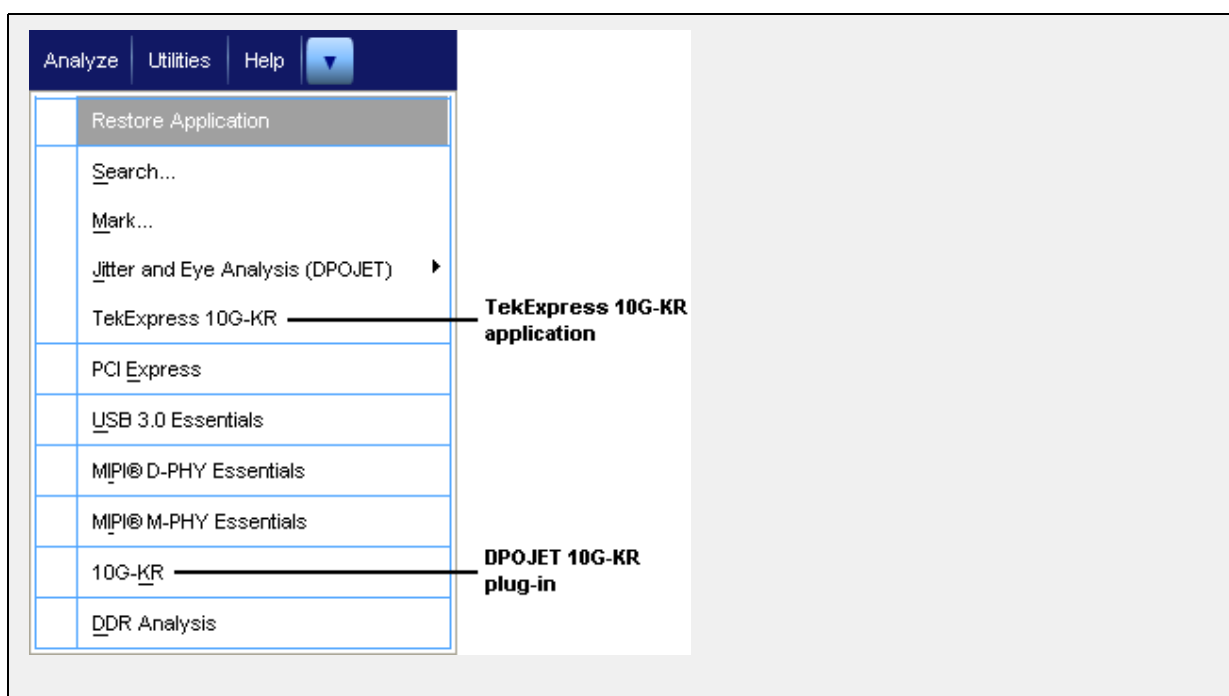 Analyze Utilities Help
Restore Application
Search...
Mark...
Jitter and Eye Analysis (DPOJET)
TekExpress 10G-KR
TekExpress 10G-KR
application
PCI Express
USB 3.0 Essentials
MIPI® D-PHY Essentials
MIPI® M-PHY Essentials
10G-KR
DPOJET 10G-KR
plug-in
DDR Analysis